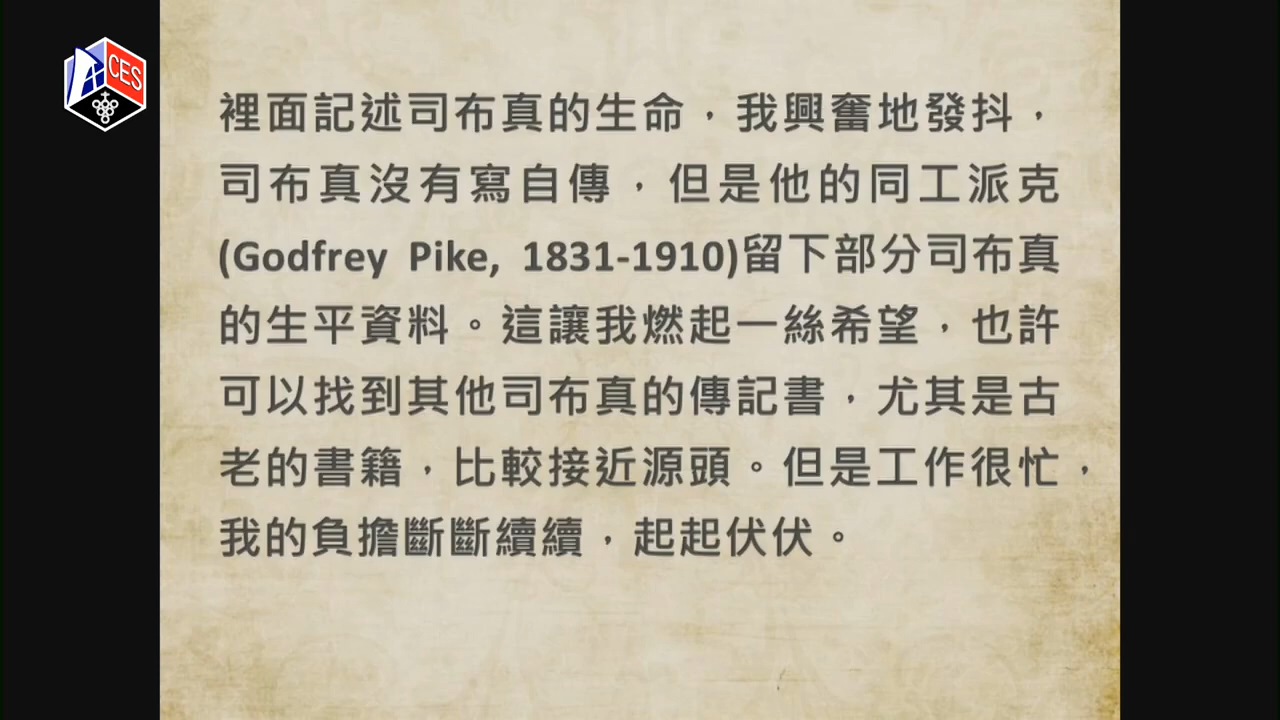 CES
裡面記述司布真的生命，我興奮地發抖，
司布真沒有寫自傳，但是他的同工派克
(Godfrey Pike, 1831-1910)留下部分司布真
的生平資料。這讓我燃起一絲希望，也許
可以找到其他司布真的傳記書，尤其是古
老的書籍，比較接近源頭。但是工作很忙，
我的負擔斷斷續續，起起伏伏。